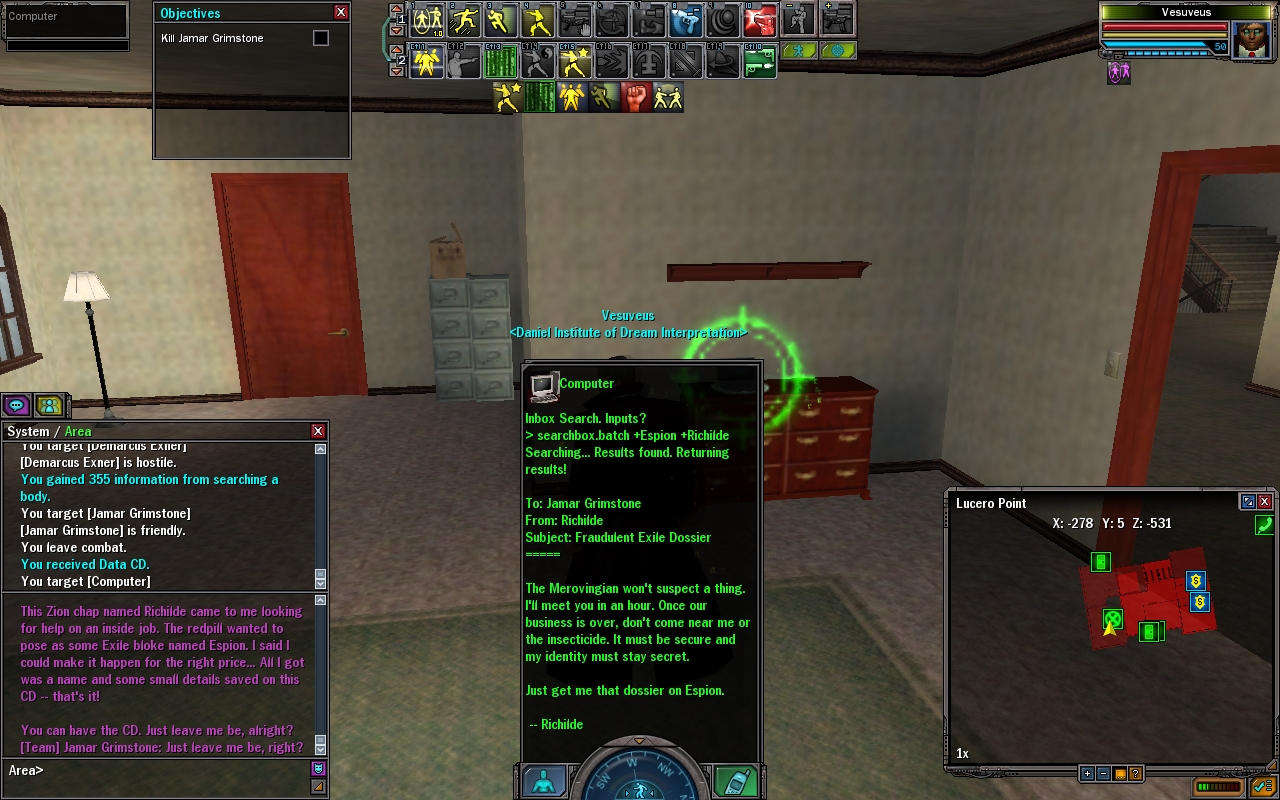 Computer
Objectives
Kill Jamar Grimstone
1
2
1.0
Vesuveus
50
Vesuveus
<Daniel Institute of Dream Interpretation>
Computer
Inbox Search. Inputs?
> searchbox.batch +Espion +Richilde
Searching... Results found. Returning
results!
To: Jamar Grimstone
From: Richilde
Subject: Fraudulent Exile Dossier
=====
The Merovingian won't suspect a thing.
I'll meet you in an hour. Once our
business is over, don't come near me or
the insecticide. It must be secure and
my identity must stay secret.
Just get me that dossier on Espion.
-- Richilde
System / Area
You target [Demarcus Exner]
[Demarcus Exner] is hostile.
You gained 355 information from searching a
body.
You target [Jamar Grimstone]
[Jamar Grimstone] is friendly.
You leave combat.
You received Data CD.
You target [Computer]
This Zion chap named Richilde came to me looking
for help on an inside job. The redpill wanted to
pose as some Exile bloke named Espion. I said I
could make it happen for the right price... All I got
was a name and some small details saved on this
CD -- that's it!
You can have the CD. Just leave me be, alright?
[Team] Jamar Grimstone: Just leave me be, right?
Area>
SW W NW
Lucero Point
X: -278 Y: 5 Z: -531
1x